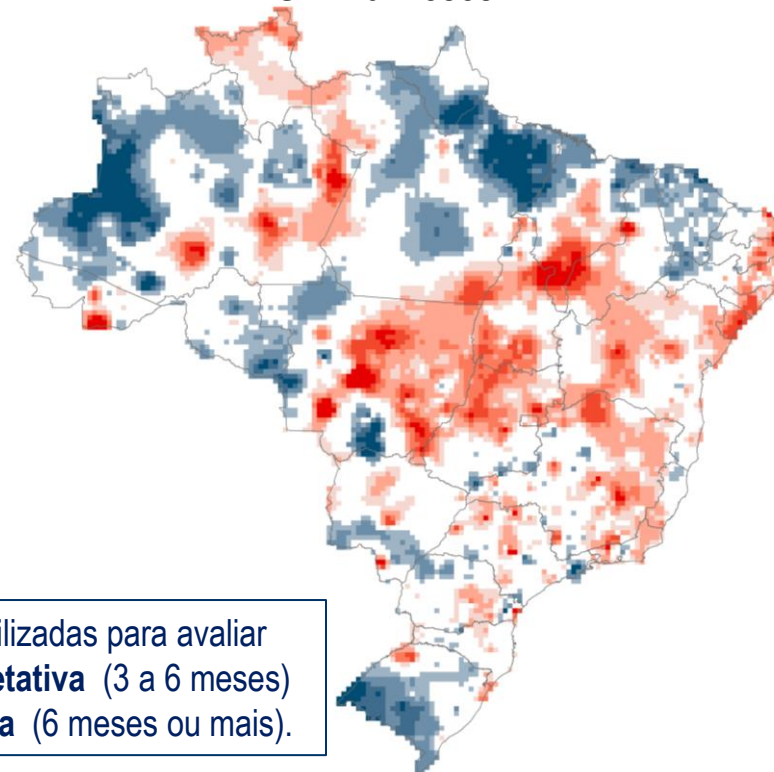 ilizadas para avaliar
etativa (3 a 6 meses)
a (6 meses ou mais).